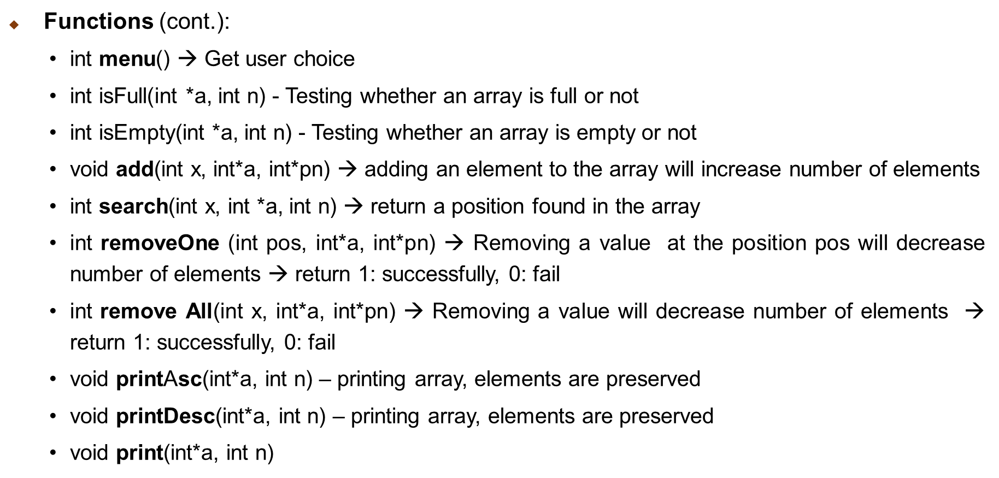 ◆ Functions (cont.):
• int menu() → Get user choice
• int isFull(int *a, int n) - Testing whether an array is full or not
• int isEmpty(int *a, int n) - Testing whether an array is empty or not
• void add(int x, int*a, int*pn) → adding an element to the array will increase number of elements
• int search(int x, int *a, int n) → return a position found in the array
• int removeOne (int pos, int*a, int*pn) → Removing a value at the position pos will decrease
number of elements → return 1: successfully, 0: fail
• int remove All(int x, int*a, int*pn) → Removing a value will decrease number of elements →
return 1: successfully, 0: fail
• void printAsc(int*a, int n) – printing array, elements are preserved
• void printDesc(int*a, int n) – printing array, elements are preserved
• void print(int*a, int n)